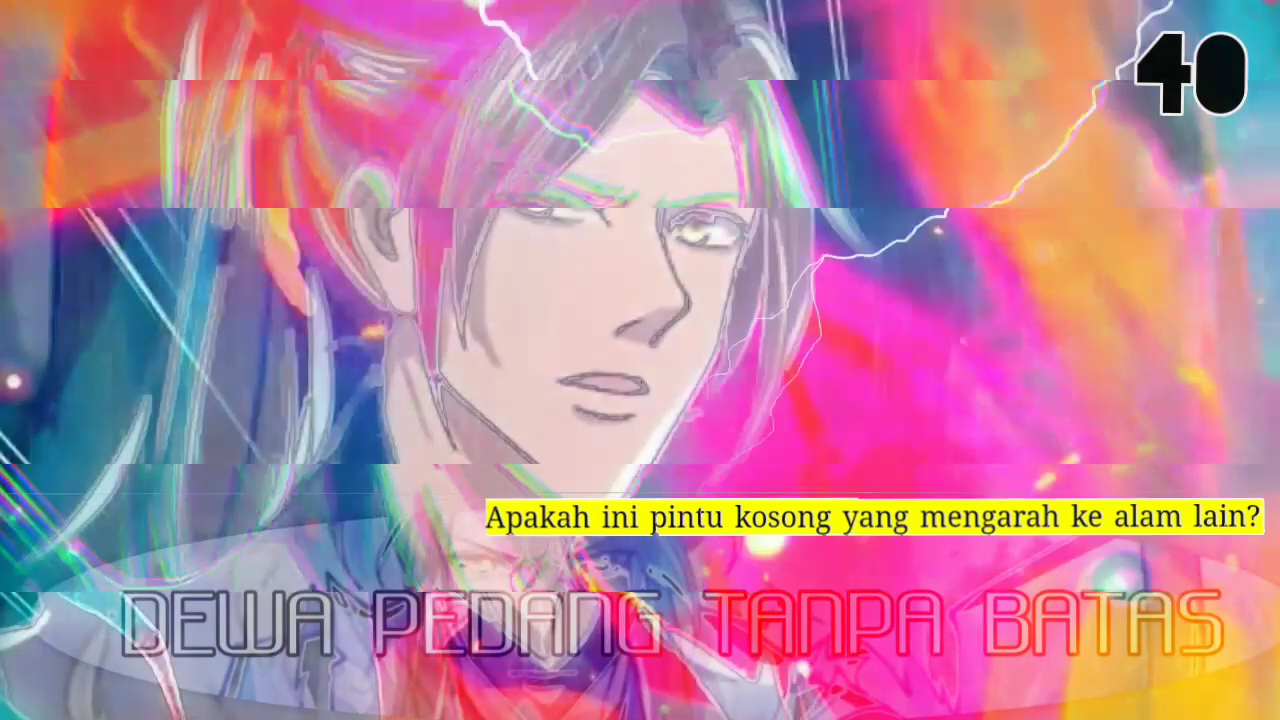 40
Apakah ini pintu kosong yang mengarah ke alam lain?
DEWA PEDANG TANPA BATAS